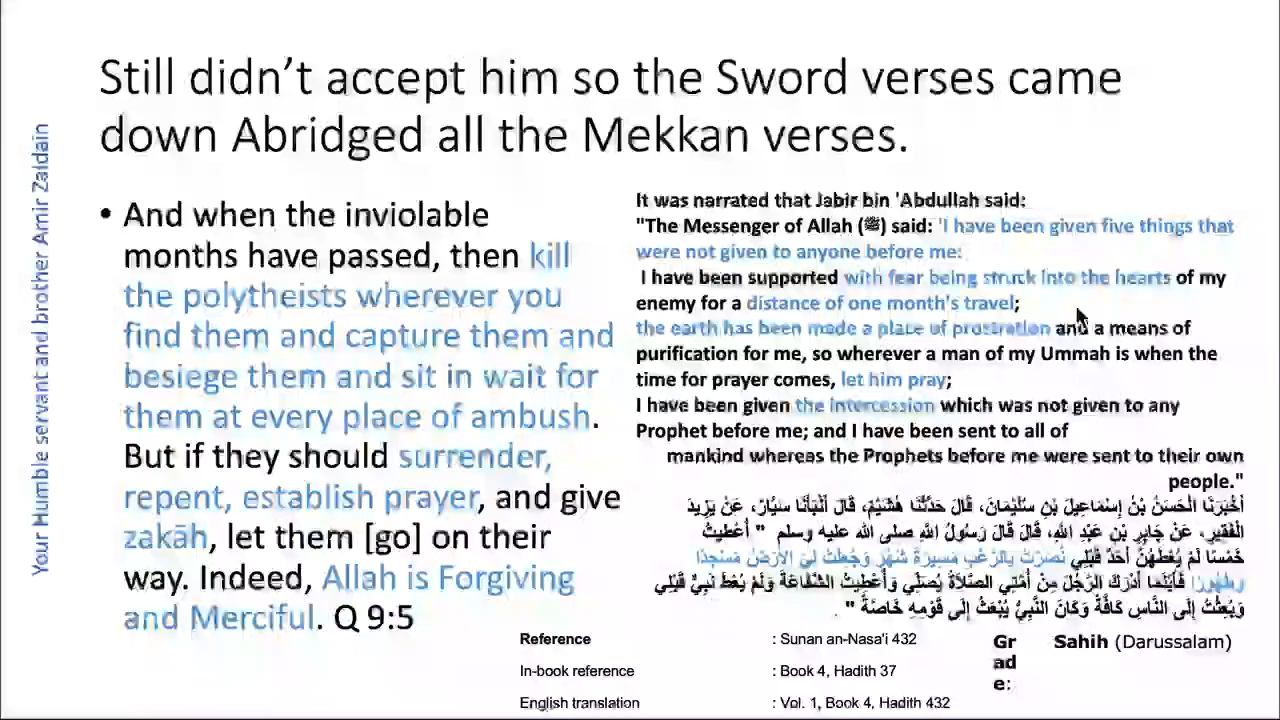 Still didn't accept him so the Sword verses came
down Abridged all the Mekkan verses.
Your Humble servant and brother Amir Zaidain
• And when the inviolable
months have passed, then kill
the polytheists wherever you
find them and capture them and
besiege them and sit in wait for
them at every place of ambush.
But if they should surrender,
repent, establish prayer, and give
zakāh, let them [go] on their
way. Indeed, Allah is Forgiving
and Merciful. Q 9:5
It was narrated that Jabir bin 'Abdullah said:
"The Messenger of Allah (ﷺ) said: 'I have been given five things that
were not given to anyone before me:
I have been supported with fear being struck into the hearts of my
enemy for a distance of one month's travel;
the earth has been made a place of prostration and a means of
purification for me, so wherever a man of my Ummah is when the
time for prayer comes, let him pray;
I have been given the intercession which was not given to any
Prophet before me; and I have been sent to all of
mankind whereas the Prophets before me were sent to their own
people."
أَخْبَرَنَا الْحَسَنُ بْنُ إِسْمَاعِيلَ بْنِ سُلَيْمَانَ، قَالَ حَدَّثَنَا هُشَيْمٌ، قَالَ أَنْبَأَنَا سَيَّارٌ، عَنْ يَزِيدَ
الْفَقِيرِ، عَنْ جَابِرِ بْنِ عَبْدِ اللَّهِ، قَالَ قَالَ رَسُولُ اللَّهِ صلى الله عليه وسلم " أُعْطِيتُ
خَمْسًا لَمْ يُعْطَهُنَّ أَحَدٌ قَبْلِي نُصِرْتُ بِالرُّعْبِ مَسِيرَةَ شَهْرٍ وَجُعِلَتْ لِيَ الأَرْضُ مَسْجِدًا
وَطَهُورًا فَأَيْنَمَا أَدْرَكَ الرَّجُلَ مِنْ أُمَّتِي الصَّلاَةُ يُصَلِّي وَأُعْطِيتُ الشَّفَاعَةَ وَلَمْ يُعْطَ نَبِيٌّ قَبْلِي
وَبُعِثْتُ إِلَى النَّاسِ كَافَّةً وَكَانَ النَّبِيُّ يُبْعَثُ إِلَى قَوْمِهِ خَاصَّةً " .
Reference : Sunan an-Nasa'i 432
In-book reference : Book 4, Hadith 37
English translation : Vol. 1, Book 4, Hadith 432
Gr
ad
e:
Sahih (Darussalam)